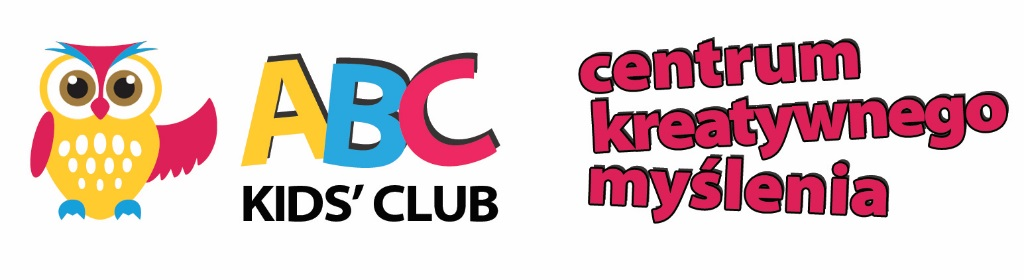 ABC
KIDS' CLUB
centrum
kreatywnego
myślenia